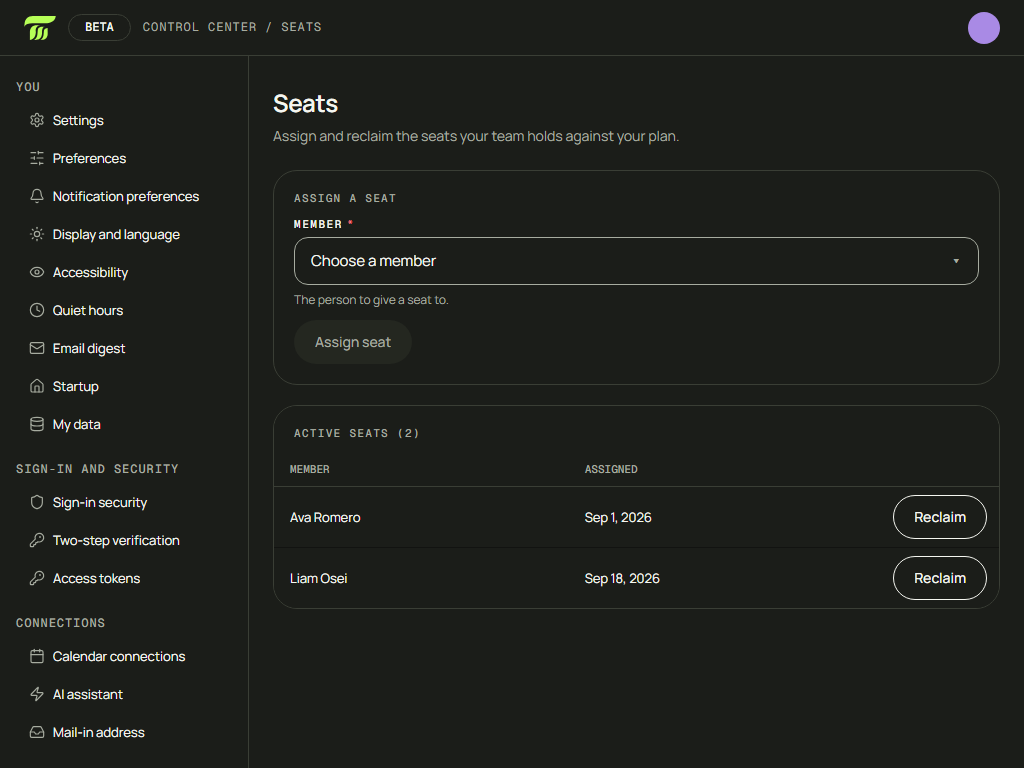 BETA
CONTROL CENTER / SEATS
YOU
Settings
Preferences
Notification preferences
Display and language
Accessibility
Quiet hours
Email digest
Startup
My data
SIGN-IN AND SECURITY
Sign-in security
Two-step verification
Access tokens
CONNECTIONS
Calendar connections
AI assistant
Mail-in address
Seats
Assign and reclaim the seats your team holds against your plan.
ASSIGN A SEAT
MEMBER *
Choose a member
The person to give a seat to.
Assign seat
ACTIVE SEATS (2)
MEMBER ASSIGNED
Ava Romero Sep 1, 2026 Reclaim
Liam Osei Sep 18, 2026 Reclaim